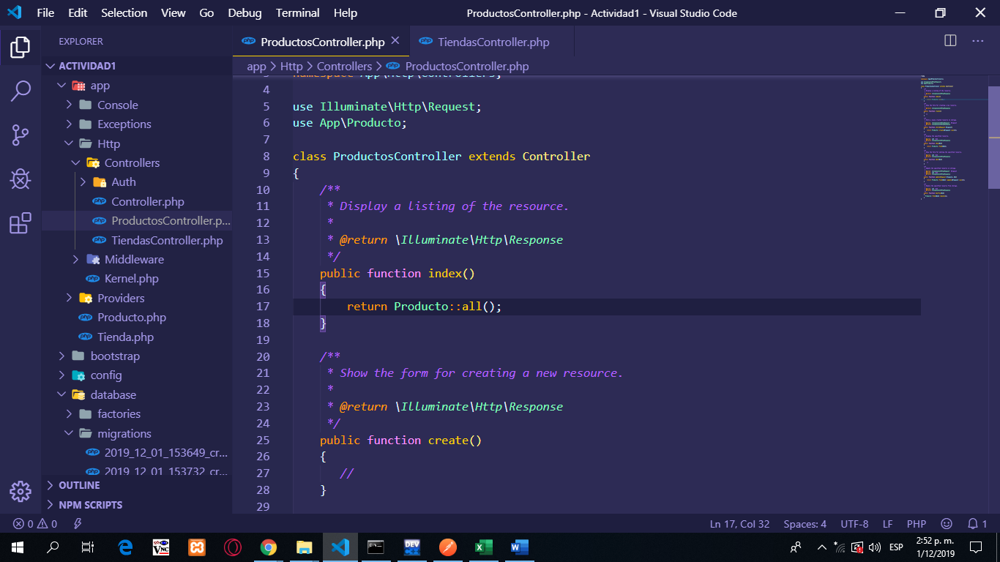 File Edit Selection View Go Debug Terminal Help
ProductosController.php - Actividad1 - Visual Studio Code
EXPLORER
ACTIVIDAD1
app
Console
Exceptions
Http
Controllers
Auth
Controller.php
ProductosController.p...
TiendasController.php
Middleware
Kernel.php
Providers
Producto.php
Tienda.php
bootstrap
config
database
factories
migrations
2019_12_01_153649_cr...
2019_12_01_153732_cr...
OUTLINE
NPM SCRIPTS
ProductosController.php
TiendasController.php
app > Http > Controllers > ProductosController.php
3 namespace App\Http\Controllers;
4
5 use Illuminate\Http\Request;
6 use App\Producto;
7
8 class ProductosController extends Controller
9 {
10 /**
11 * Display a listing of the resource.
12 *
13 * @return \Illuminate\Http\Response
14 */
15 public function index()
16 {
17 return Producto::all();
18 }
19
20 /**
21 * Show the form for creating a new resource.
22 *
23 * @return \Illuminate\Http\Response
24 */
25 public function create()
26 {
27 //
28 }
29
0 0
Ln 17, Col 32 Spaces: 4 UTF-8 LF PHP 1
VNC
DEV
ESP
2:52 p. m.
1/12/2019